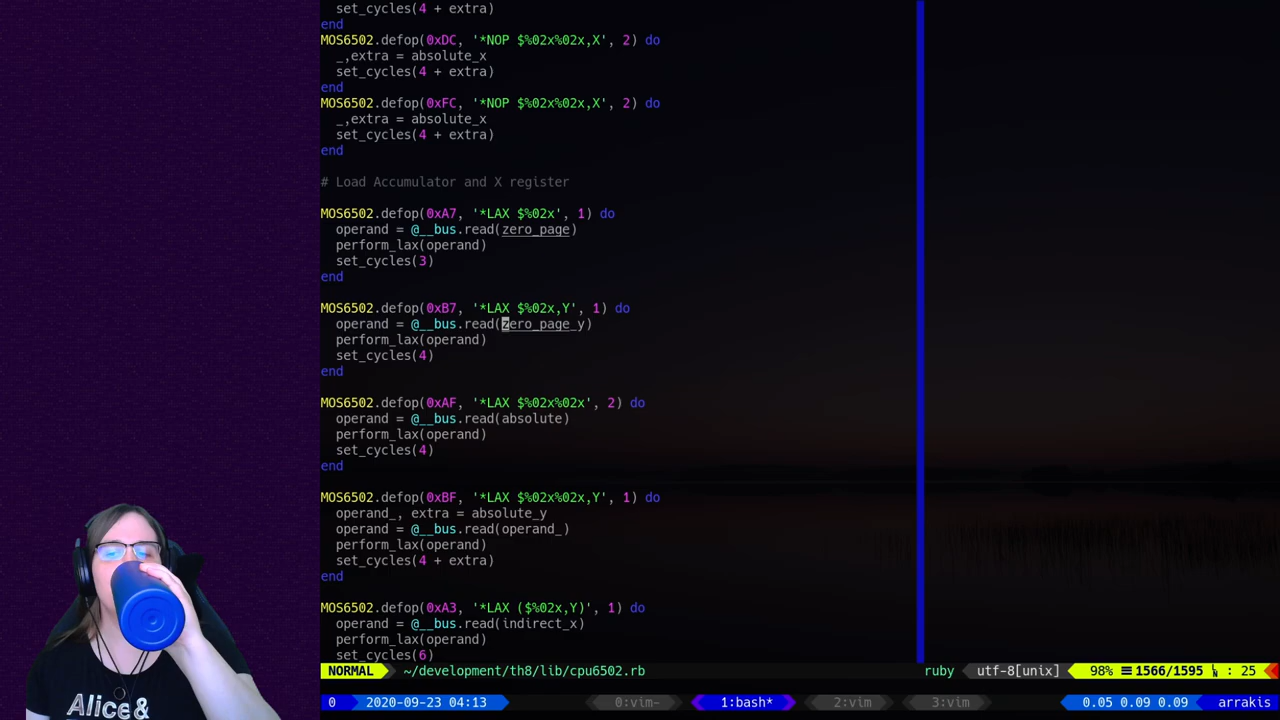 set_cycles(4 + extra)
end
MOS6502.defop(0xDC, '*NOP $%02x%02x,X', 2) do
_,extra = absolute_x
set_cycles(4 + extra)
end
MOS6502.defop(0xFC, '*NOP $%02x%02x,X', 2) do
_,extra = absolute_x
set_cycles(4 + extra)
end
# Load Accumulator and X register
MOS6502.defop(0xA7, '*LAX $%02x', 1) do
operand = @__bus.read(zero_page)
perform_lax(operand)
set_cycles(3)
end
MOS6502.defop(0xB7, '*LAX $%02x,Y', 1) do
operand = @__bus.read(zero_page_y)
perform_lax(operand)
set_cycles(4)
end
MOS6502.defop(0xAF, '*LAX $%02x%02x', 2) do
operand = @__bus.read(absolute)
perform_lax(operand)
set_cycles(4)
end
MOS6502.defop(0xBF, '*LAX $%02x%02x,Y', 1) do
operand_, extra = absolute_y
operand = @__bus.read(operand_)
perform_lax(operand)
set_cycles(4 + extra)
end
MOS6502.defop(0xA3, '*LAX ($%02x,Y)', 1) do
operand = @__bus.read(indirect_x)
perform_lax(operand)
set_cycles(6)
NORMAL ~/development/th8/lib/cpu6502.rb ruby utf-8[unix] 98% ☰ 1566/1595 ㏑ : 25
0 2020-09-23 04:13 0:vim- 1:bash* 2:vim 3:vim 0.05 0.09 0.09 arrakis
Alice &